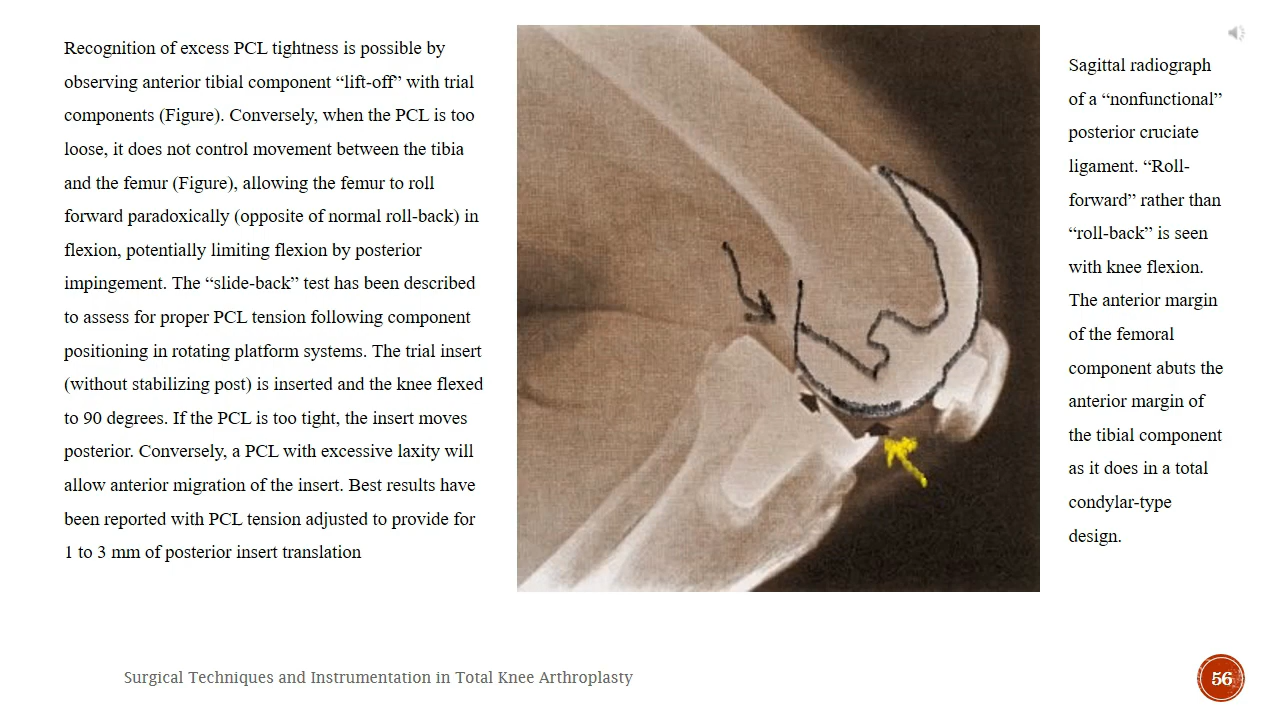 Recognition of excess PCL tightness is possible by
observing anterior tibial component “lift-off” with trial
components (Figure). Conversely, when the PCL is too
loose, it does not control movement between the tibia
and the femur (Figure), allowing the femur to roll
forward paradoxically (opposite of normal roll-back) in
flexion, potentially limiting flexion by posterior
impingement. The “slide-back” test has been described
to assess for proper PCL tension following component
positioning in rotating platform systems. The trial insert
(without stabilizing post) is inserted and the knee flexed
to 90 degrees. If the PCL is too tight, the insert moves
posterior. Conversely, a PCL with excessive laxity will
allow anterior migration of the insert. Best results have
been reported with PCL tension adjusted to provide for
1 to 3 mm of posterior insert translation
Sagittal radiograph
of a “nonfunctional”
posterior cruciate
ligament. “Roll-
forward” rather than
“roll-back” is seen
with knee flexion.
The anterior margin
of the femoral
component abuts the
anterior margin of
the tibial component
as it does in a total
condylar-type
design.
Surgical Techniques and Instrumentation in Total Knee Arthroplasty
56